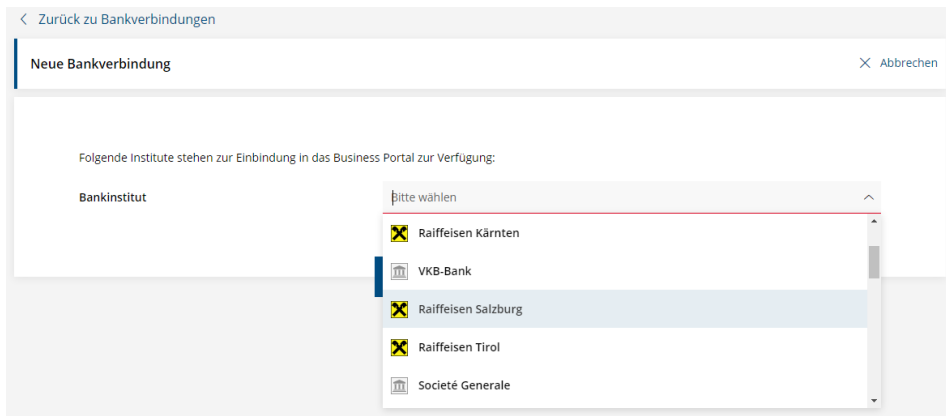 Zurück zu Bankverbindungen
Neue Bankverbindung
Abbrechen
Folgende Institute stehen zur Einbindung in das Business Portal zur Verfügung:
Bankinstitut
Bitte wählen
Raiffeisen Kärnten
VKB-Bank
Raiffeisen Salzburg
Raiffeisen Tirol
Societé Generale